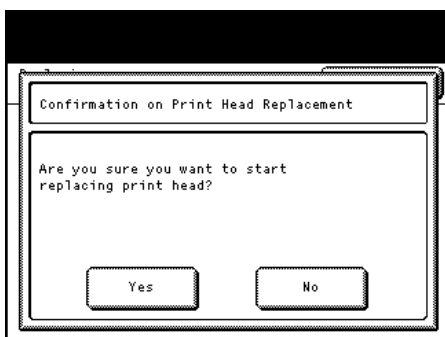 Confirmation on Print Head Replacement
Are you sure you want to start
replacing print head?
Yes
No